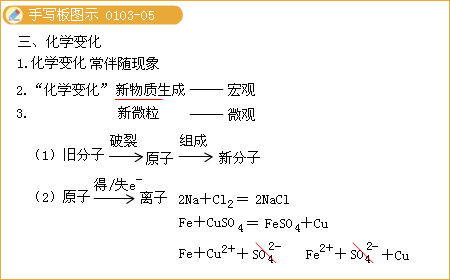 手写板图示 0103-05
三、化学变化
1.化学变化 常伴随现象
2.“化学变化” 新物质生成 —— 宏观
3. 新微粒 —— 微观
(1)旧分子 破裂⟶ 原子 组成⟶ 新分子
(2)原子 得/失e⁻⟶ 离子 2Na+Cl₂=2NaCl
Fe+CuSO₄=FeSO₄+Cu
Fe+Cu²⁺+SO₄²⁻ Fe²⁺+SO₄²⁻+Cu